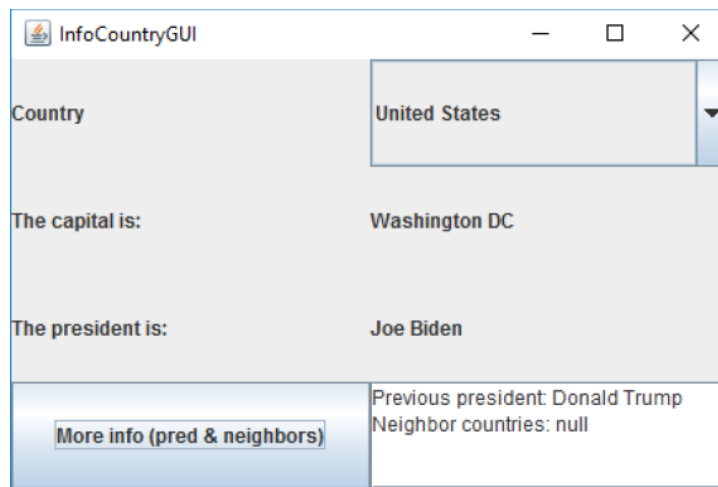 InfoCountryGUI
Country
United States
The capital is:
Washington DC
The president is:
Joe Biden
More info (pred & neighbors)
Previous president: Donald Trump
Neighbor countries: null